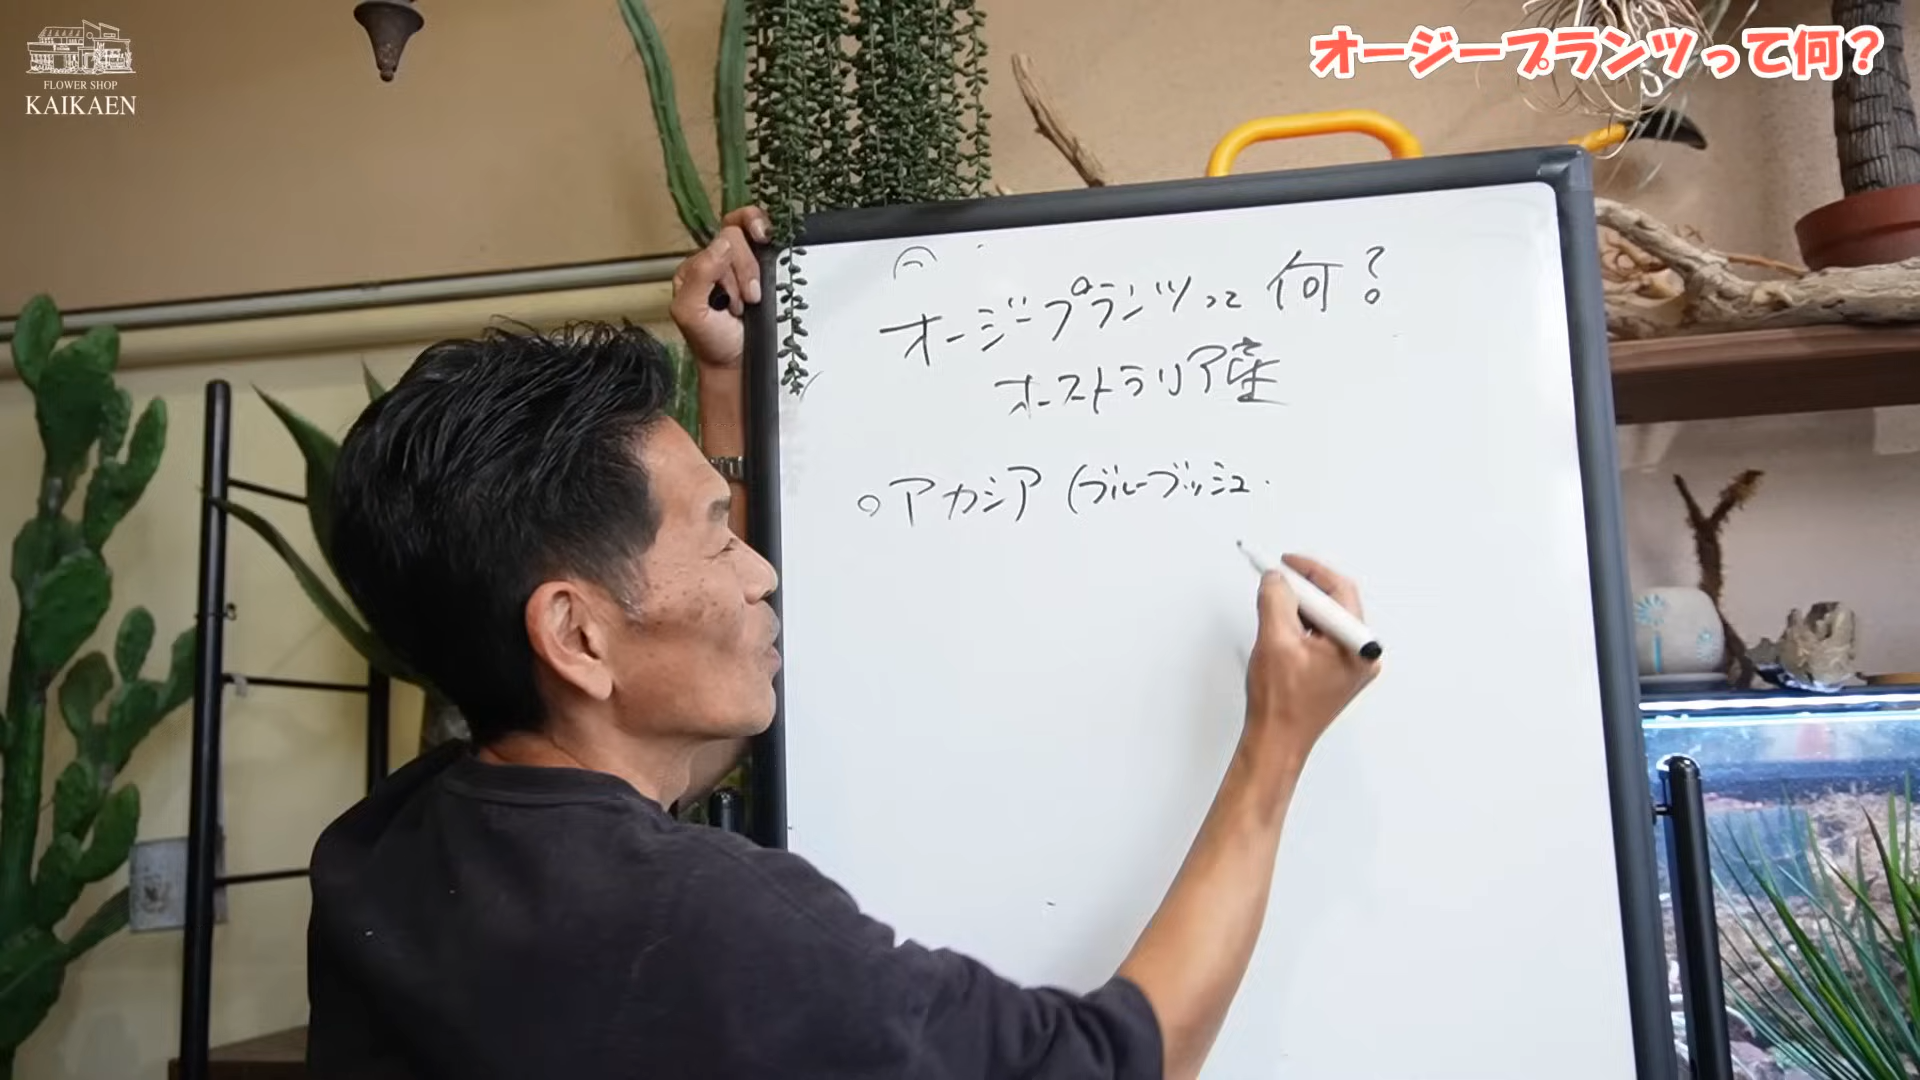 FLOWER SHOP
KAIKAEN
オージープランツって何？
オージープランツって何？
オーストラリア産
○アカシア(ブルーブッシュ.